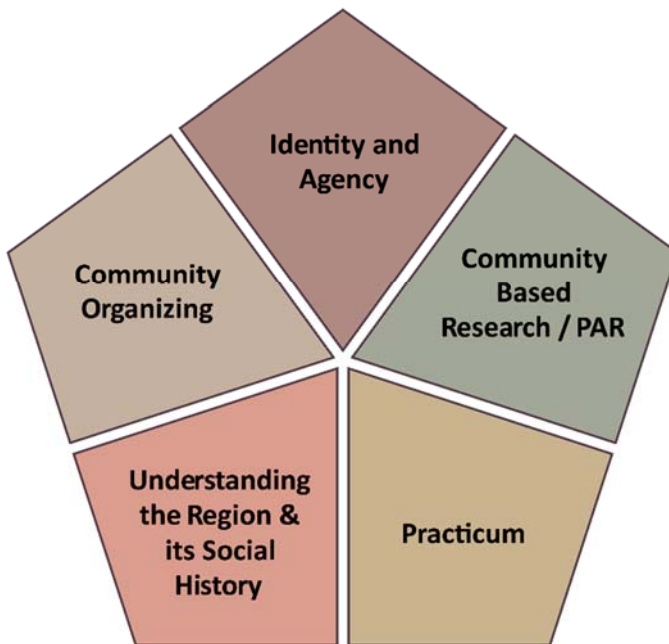 Identity and
Agency
Community
Organizing
Community
Based
Research / PAR
Understanding
the Region &
its Social
History
Practicum